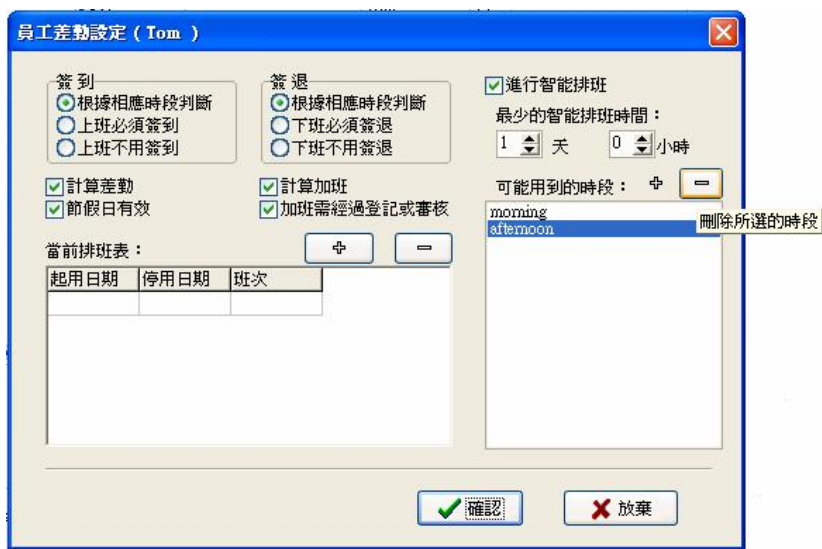 員工差勤設定 ( Tom )
簽 到
根據相應時段判斷
上班必須簽到
上班不用簽到
簽 退
根據相應時段判斷
下班必須簽退
下班不用簽退
計算差勤
計算加班
節假日有效
加班需經過登記或審核
當前排班表：
起用日期 停用日期 班次
進行智能排班
最少的智能排班時間：
1 天 0 小時
可能用到的時段：
刪除所選的時段
morning
afternoon
確認
放棄